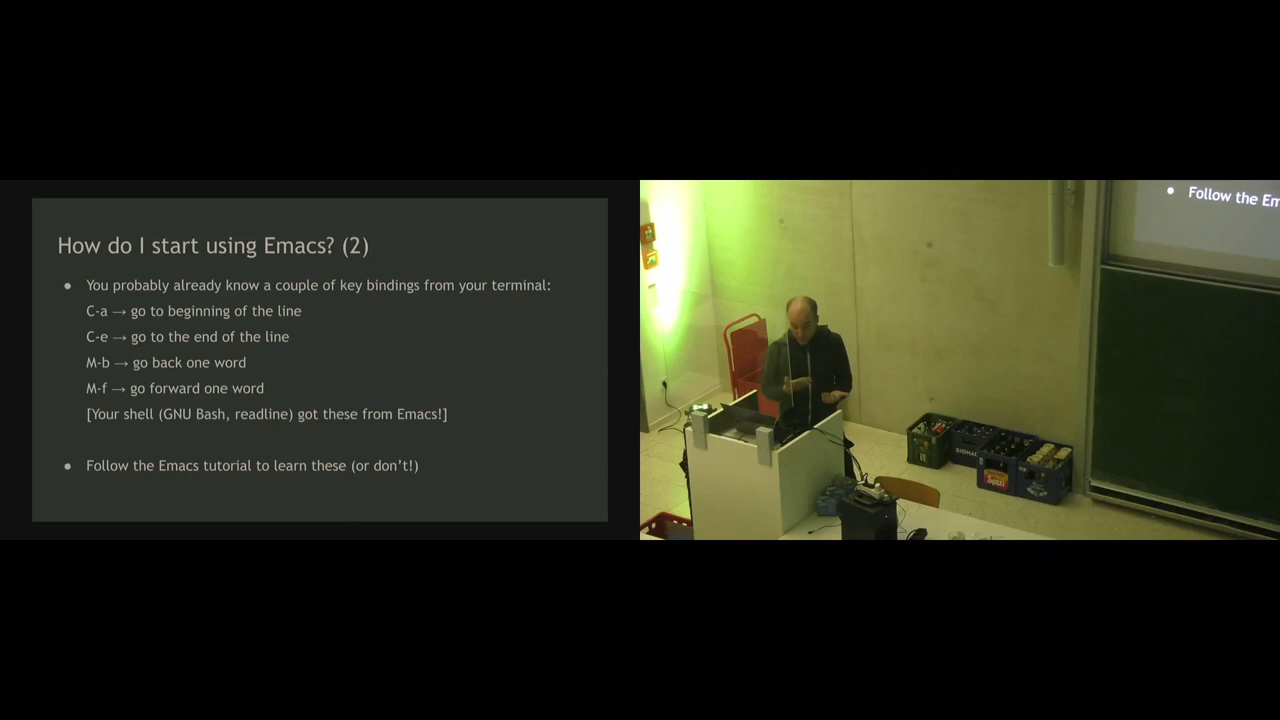 How do I start using Emacs? (2)
● You probably already know a couple of key bindings from your terminal:
C-a → go to beginning of the line
C-e → go to the end of the line
M-b → go back one word
M-f → go forward one word
[Your shell (GNU Bash, readline) got these from Emacs!]
● Follow the Emacs tutorial to learn these (or don't!)
● Follow the Em